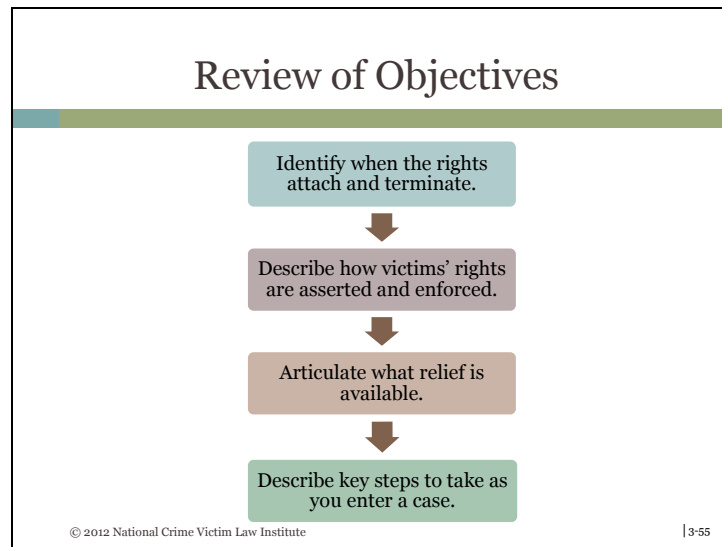 Review of Objectives
Identify when the rights
attach and terminate.
Describe how victims’ rights
are asserted and enforced.
Articulate what relief is
available.
Describe key steps to take as
you enter a case.
© 2012 National Crime Victim Law Institute
|3-55